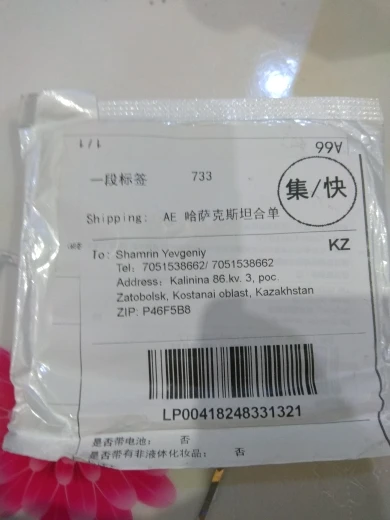 1/1
A66
一段标签 733
集/快
Shipping: AE 哈萨克斯坦合单
KZ
To: Shamrin Yevgeniy
Tel: 7051538662/ 7051538662
Address: Kalinina 86.kv. 3, poc.
Zatobolsk, Kostanai oblast, Kazakhstan
ZIP: P46F5B8
LP00418248331321
是否带电池: 否
是否带有非液体化妆品: 否